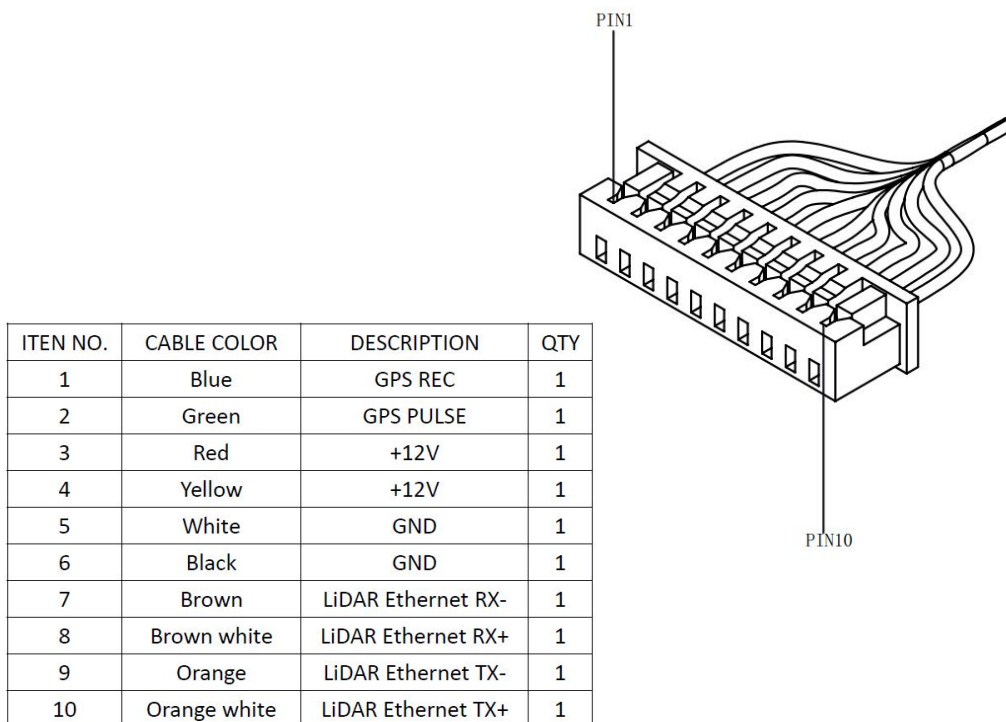 PIN1
ITEN NO. CABLE COLOR DESCRIPTION QTY
1 Blue GPS REC 1
2 Green GPS PULSE 1
3 Red +12V 1
4 Yellow +12V 1
5 White GND 1
6 Black GND 1
7 Brown LiDAR Ethernet RX- 1
8 Brown white LiDAR Ethernet RX+ 1
9 Orange LiDAR Ethernet TX- 1
10 Orange white LiDAR Ethernet TX+ 1
PIN10